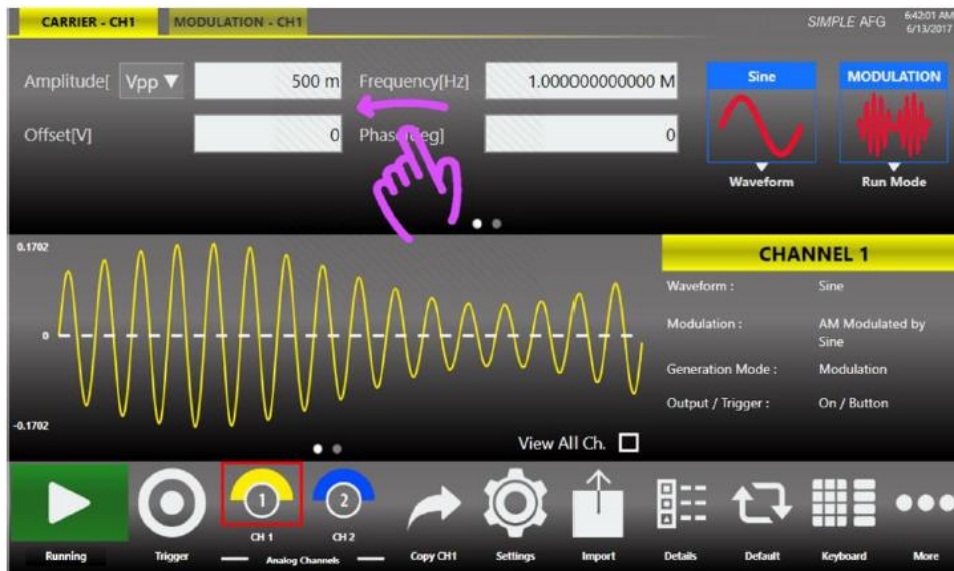 CARRIER - CH1
MODULATION - CH1
SIMPLE AFG
6:42:01 AM
6/13/2017
Amplitude[ Vpp ▼ 500 m
Frequency[Hz] 1.000000000000 M
Sine
MODULATION
Offset[V] 0
0
Waveform
Run Mode
0.1702
0
-0.1702
CHANNEL 1
Waveform : Sine
Modulation : AM Modulated by
Sine
Generation Mode : Modulation
Output / Trigger : On / Button
View All Ch.
1
2
CH 1
CH 2
Running
Trigger
Analog Channels
Copy CH1
Settings
Import
Details
Default
Keyboard
More